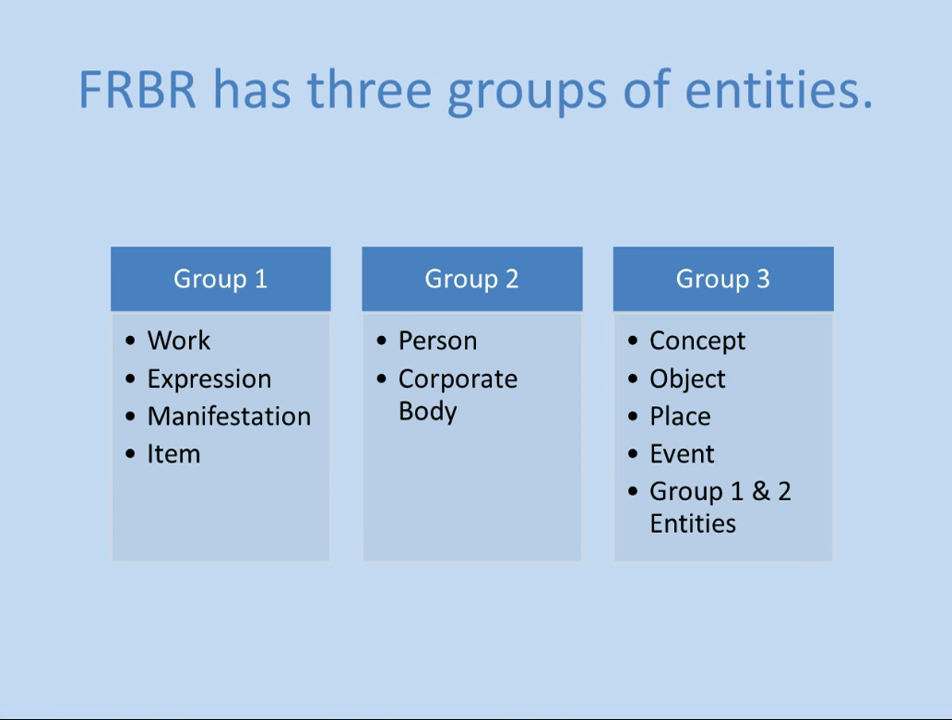 FRBR has three groups of entities.
Group 1
• Work
• Expression
• Manifestation
• Item
Group 2
• Person
• Corporate
Body
Group 3
• Concept
• Object
• Place
• Event
• Group 1 & 2
Entities